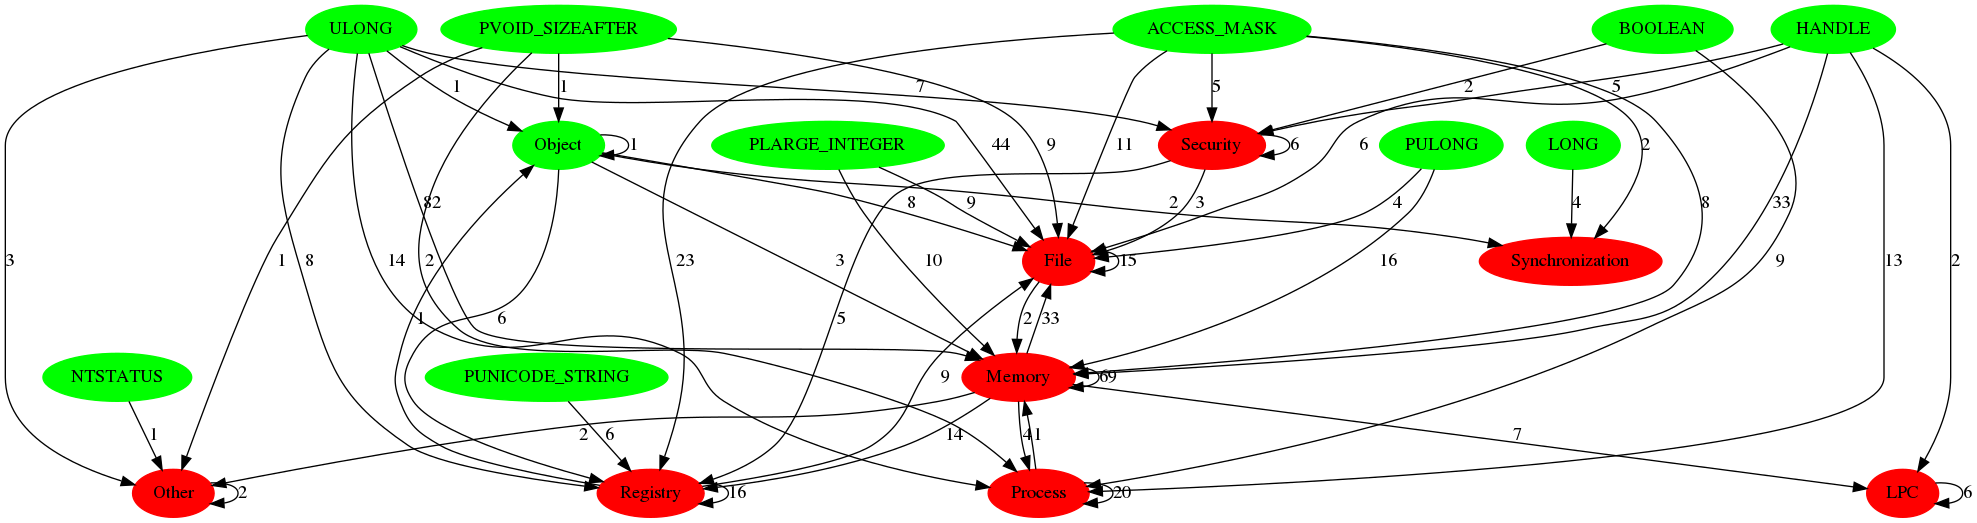 ULONG PVOID_SIZEAFTER ACCESS_MASK BOOLEAN HANDLE
1 1 7 5 2 5
Object PLARGE_INTEGER Security PULONG LONG
1 44 9 11 6 6 2
82 8 9 2 3 4 4 8 33
3 1 8 14 2 3 10 23 File 15 16 Synchronization 9 13 2
1 6 5 2 33
NTSTATUS PUNICODE_STRING 9 Memory 69
1 6 2 14 4 1 7
Other 2 Registry 16 Process 20 LPC 6